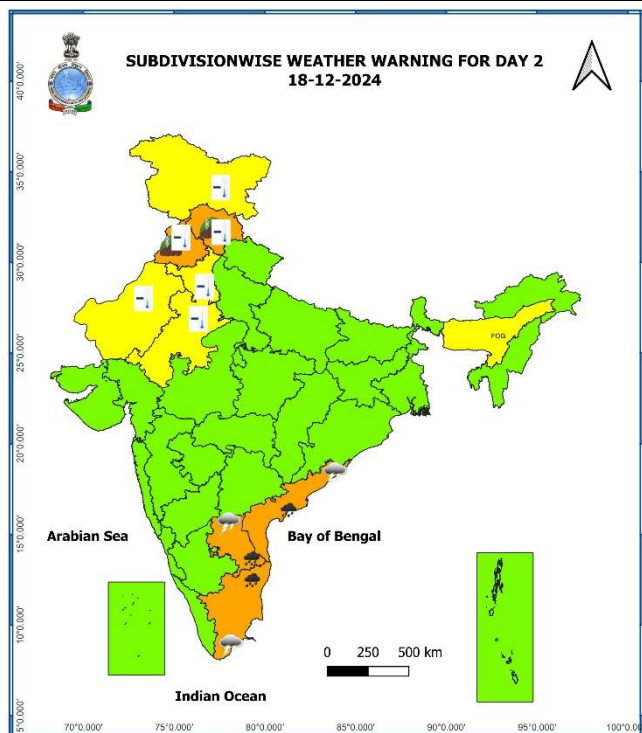 SUBDIVISIONWISE WEATHER WARNING FOR DAY 2
18-12-2024
40°0.000'
35°0.000'
30°0.000'
25°0.000'
20°0.000'
15°0.000'
10°0.000'
5°0.000'
FOG
Arabian Sea
Bay of Bengal
0 250 500 km
Indian Ocean
70°0.000' 75°0.000' 80°0.000' 85°0.000' 90°0.000' 95°0.000' 100°0.000'